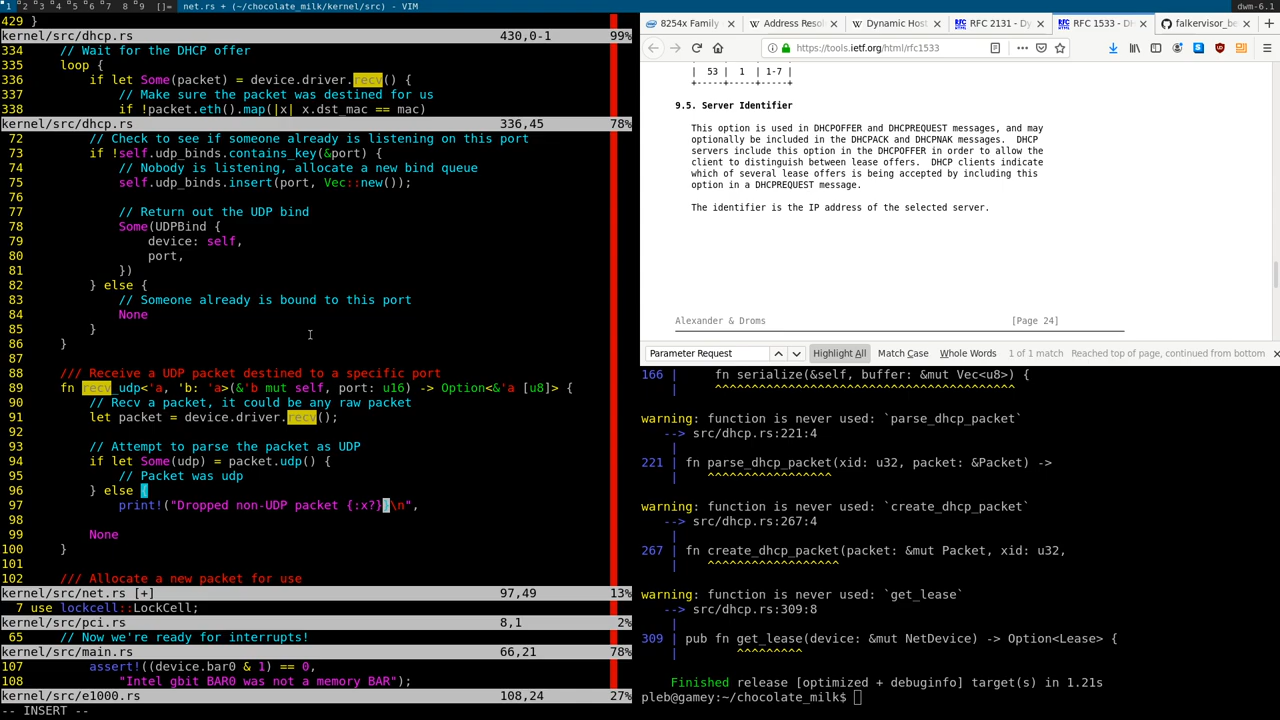 1 2 3 4 5 6 7 8 9 []= net.rs + (~/chocolate_milk/kernel/src) - VIM
dwm-6.1
429 }
kernel/src/dhcp.rs 430,0-1 99%
334 // Wait for the DHCP offer
335 loop {
336 if let Some(packet) = device.driver.recv() {
337 // Make sure the packet was destined for us
338 if !packet.eth().map(|x| x.dst_mac == mac)
kernel/src/dhcp.rs 336,45 78%
72 // Check to see if someone already is listening on this port
73 if !self.udp_binds.contains_key(&port) {
74 // Nobody is listening, allocate a new bind queue
75 self.udp_binds.insert(port, Vec::new());
76
77 // Return out the UDP bind
78 Some(UDPBind {
79 device: self,
80 port,
81 })
82 } else {
83 // Someone already is bound to this port
84 None
85 }
86 }
87
88 /// Receive a UDP packet destined to a specific port
89 fn recv_udp<'a, 'b: 'a>(&'b mut self, port: u16) -> Option<&'a [u8]> {
90 // Recv a packet, it could be any raw packet
91 let packet = device.driver.recv();
92
93 // Attempt to parse the packet as UDP
94 if let Some(udp) = packet.udp() {
95 // Packet was udp
96 } else {
97 print!("Dropped non-UDP packet {:x?}}\n",
98
99 None
100 }
101
102 /// Allocate a new packet for use
kernel/src/net.rs [+] 97,49 13%
7 use lockcell::LockCell;
kernel/src/pci.rs 8,1 2%
65 // Now we're ready for interrupts!
kernel/src/main.rs 66,21 78%
107 assert!((device.bar0 & 1) == 0,
108 "Intel gbit BAR0 was not a memory BAR");
kernel/src/e1000.rs 108,24 27%
-- INSERT --
8254x Family
Address Resol
Dynamic Host
RFC 2131 - Dy
RFC 1533 - DH
falkervisor_be
https://tools.ietf.org/html/rfc1533
| 53 | 1 | 1-7 |
+-----+-----+-----+
9.5. Server Identifier
This option is used in DHCPOFFER and DHCPREQUEST messages, and may
optionally be included in the DHCPACK and DHCPNAK messages. DHCP
servers include this option in the DHCPOFFER in order to allow the
client to distinguish between lease offers. DHCP clients indicate
which of several lease offers is being accepted by including this
option in a DHCPREQUEST message.
The identifier is the IP address of the selected server.
Alexander & Droms [Page 24]
Parameter Request Highlight All Match Case Whole Words 1 of 1 match Reached top of page, continued from bottom
166 | fn serialize(&self, buffer: &mut Vec<u8>) {
| ^^^^^^^^^^^^^^^^^^^^^^^^^^^^^^^^^^^^^^^^^
warning: function is never used: `parse_dhcp_packet`
--> src/dhcp.rs:221:4
|
221 | fn parse_dhcp_packet(xid: u32, packet: &Packet) ->
| ^^^^^^^^^^^^^^^^^
warning: function is never used: `create_dhcp_packet`
--> src/dhcp.rs:267:4
|
267 | fn create_dhcp_packet(packet: &mut Packet, xid: u32,
| ^^^^^^^^^^^^^^^^^^
warning: function is never used: `get_lease`
--> src/dhcp.rs:309:8
|
309 | pub fn get_lease(device: &mut NetDevice) -> Option<Lease> {
| ^^^^^^^^^
Finished release [optimized + debuginfo] target(s) in 1.21s
pleb@gamey:~/chocolate_milk$